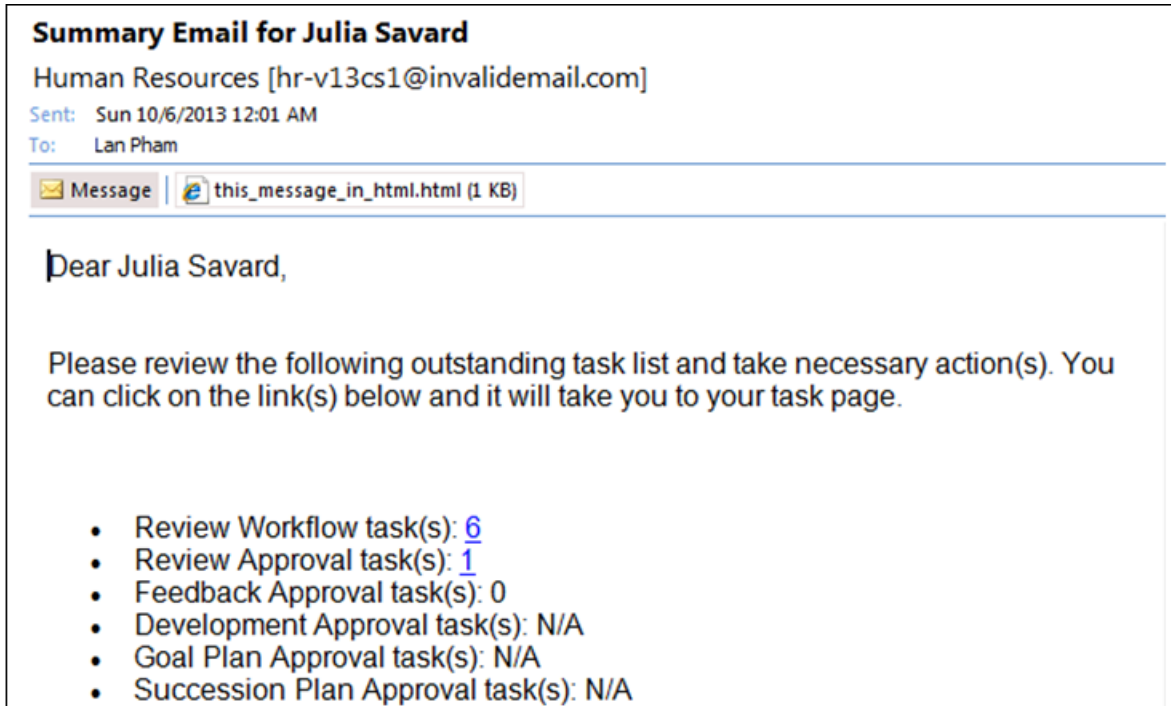 Summary Email for Julia Savard
Human Resources [hr-v13cs1@invalidemail.com]
Sent: Sun 10/6/2013 12:01 AM
To: Lan Pham
Message this_message_in_html.html (1 KB)
Dear Julia Savard,
Please review the following outstanding task list and take necessary action(s). You
can click on the link(s) below and it will take you to your task page.
• Review Workflow task(s): 6
• Review Approval task(s): 1
• Feedback Approval task(s): 0
• Development Approval task(s): N/A
• Goal Plan Approval task(s): N/A
• Succession Plan Approval task(s): N/A